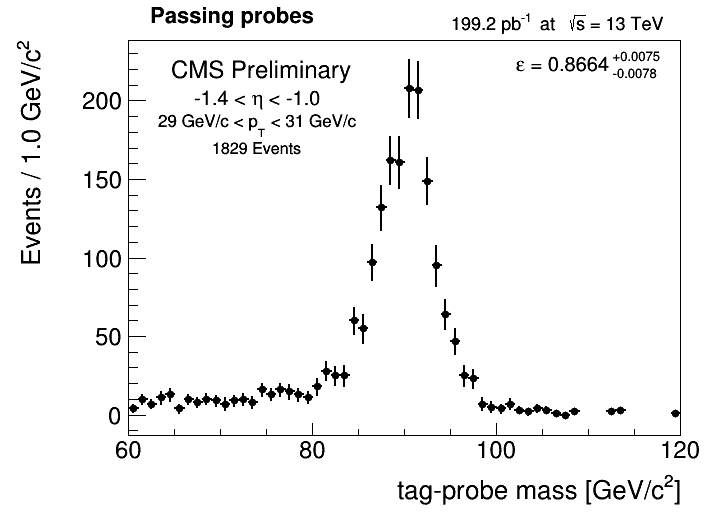 Passing probes
199.2 pb⁻¹ at √s = 13 TeV
CMS Preliminary
-1.4 < η < -1.0
29 GeV/c < p_T < 31 GeV/c
1829 Events
ε = 0.8664 +0.0075 -0.0078
Events / 1.0 GeV/c²
200
150
100
50
0
60 80 100 120
tag-probe mass [GeV/c²]